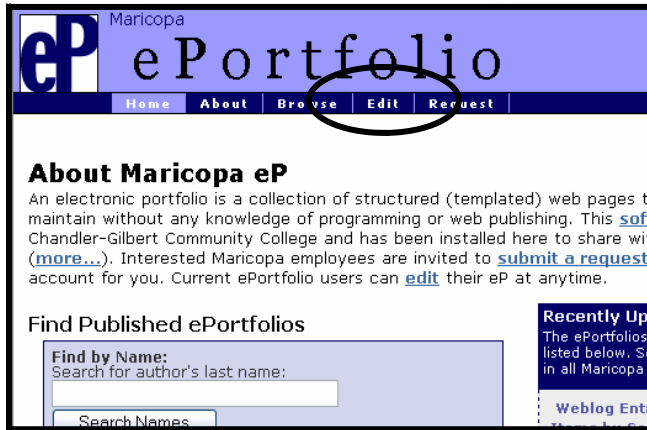 eP
Maricopa
ePortfolio
Home About Browse Edit Request
About Maricopa eP
An electronic portfolio is a collection of structured (templated) web pages
maintain without any knowledge of programming or web publishing. This
Chandler-Gilbert Community College and has been installed here to share
(more...). Interested Maricopa employees are invited to submit a request
account for you. Current ePortfolio users can edit their eP at anytime.
Find Published ePortfolios
Find by Name:
Search for author's last name:
Search Names
Recently
The ePortfolios
listed below.
in all Maricopa
Weblog